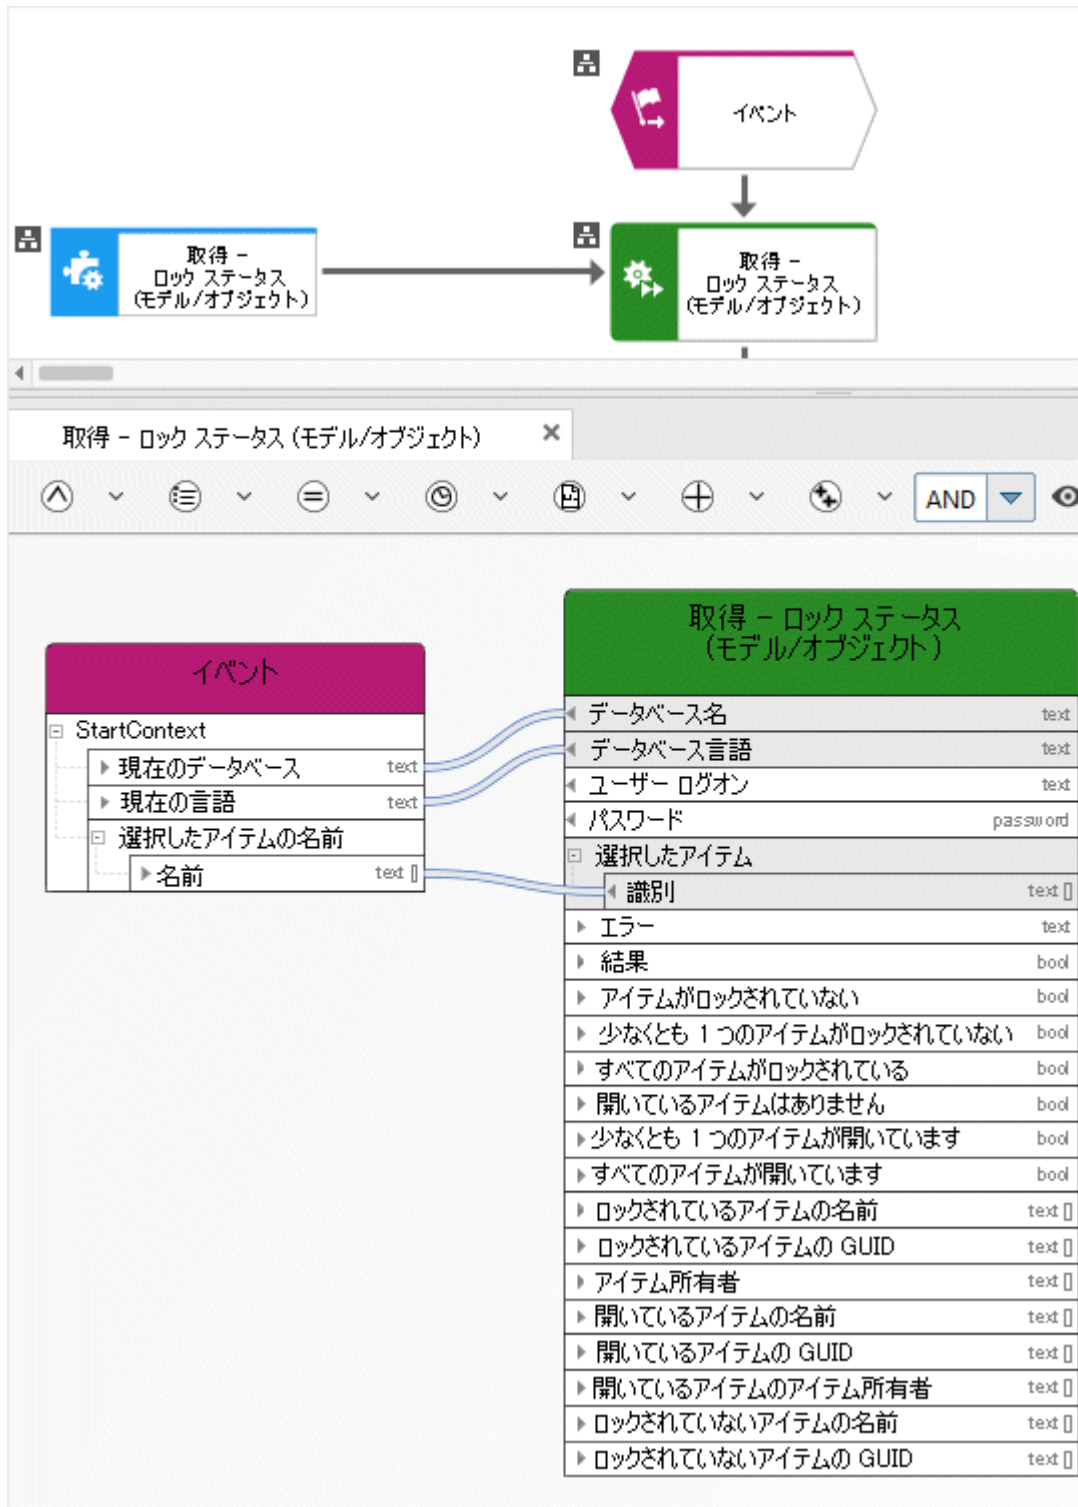 イベント
取得 –
ロック ステータス
(モデル/オブジェクト)
取得 –
ロック ステータス
(モデル/オブジェクト)
取得 – ロック ステータス (モデル/オブジェクト)
AND
取得 – ロック ステータス
(モデル/オブジェクト)
イベント
StartContext
現在のデータベース text
現在の言語 text
選択したアイテムの名前
名前 text []
データベース名 text
データベース言語 text
ユーザー ログオン text
パスワード password
選択したアイテム
識別 text []
エラー text
結果 bool
アイテムがロックされていない bool
少なくとも 1 つのアイテムがロックされていない bool
すべてのアイテムがロックされている bool
開いているアイテムはありません bool
少なくとも 1 つのアイテムが開いています bool
すべてのアイテムが開いています bool
ロックされているアイテムの名前 text []
ロックされているアイテムの GUID text []
アイテム所有者 text []
開いているアイテムの名前 text []
開いているアイテムの GUID text []
開いているアイテムのアイテム所有者 text []
ロックされていないアイテムの名前 text []
ロックされていないアイテムの GUID text []